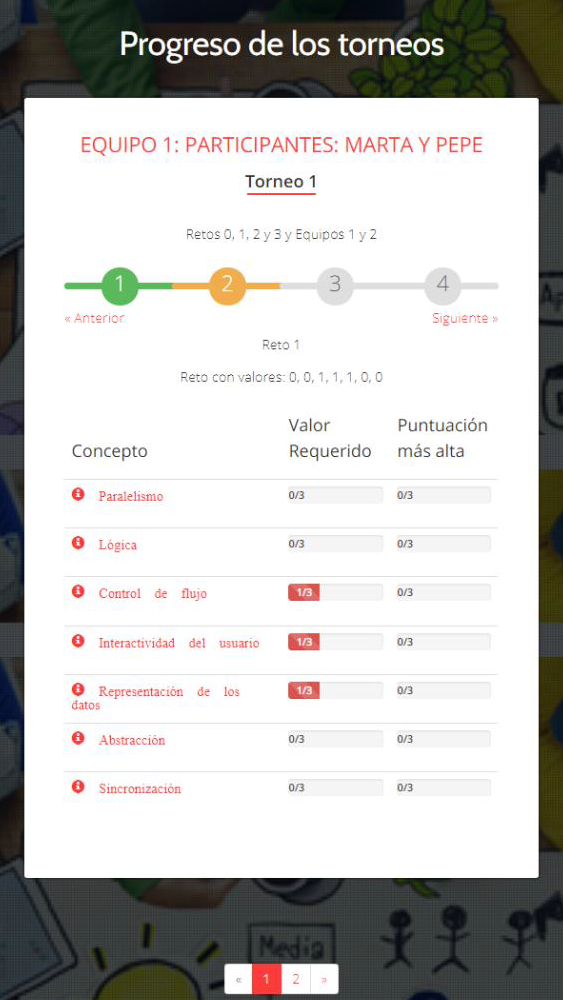 Progreso de los torneos
EQUIPO 1: PARTICIPANTES: MARTA Y PEPE
Torneo 1
Retos 0, 1, 2 y 3 y Equipos 1 y 2
1 2 3 4
« Anterior Siguiente »
Reto 1
Reto con valores: 0, 0, 1, 1, 1, 0, 0
Concepto Valor Requerido Puntuación más alta
Paralelismo 0/3 0/3
Lógica 0/3 0/3
Control de flujo 1/3 0/3
Interactividad del usuario 1/3 0/3
Representación de los 1/3 0/3
datos
Abstracción 0/3 0/3
Sincronización 0/3 0/3
Media
« 1 2 »